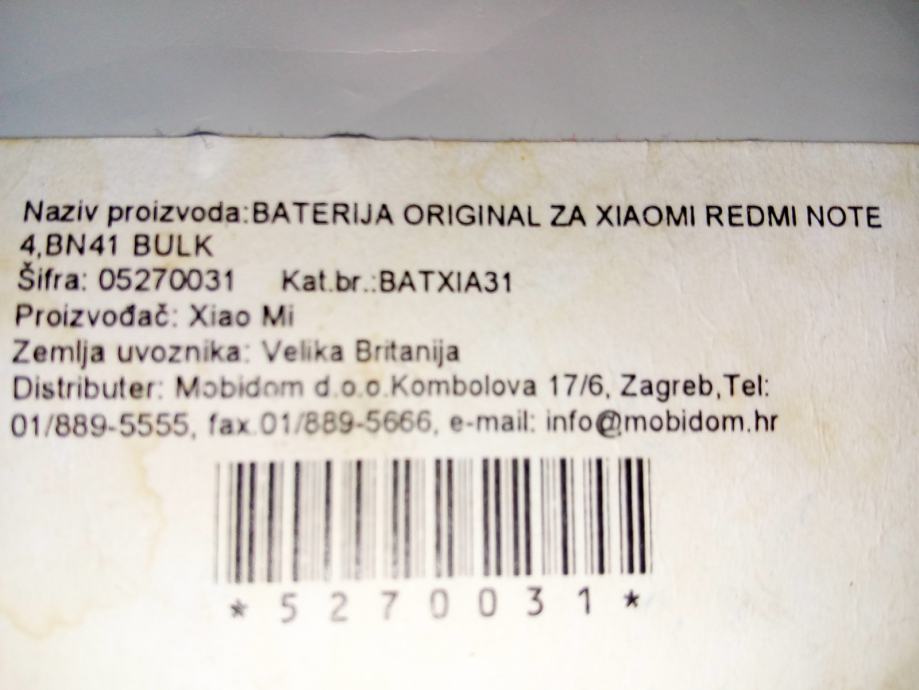 Naziv proizvoda:BATERIJA ORIGINAL ZA XIAOMI REDMI NOTE
4,BN41 BULK
Šifra: 05270031 Kat.br.:BATXIA31
Proizvođač: Xiao Mi
Zemlja uvoznika: Velika Britanija
Distributer: Mobidom d.o.o.Kombolova 17/6, Zagreb,Tel:
01/889-5555, fax.01/889-5666, e-mail: info@mobidom.hr
*5270031*